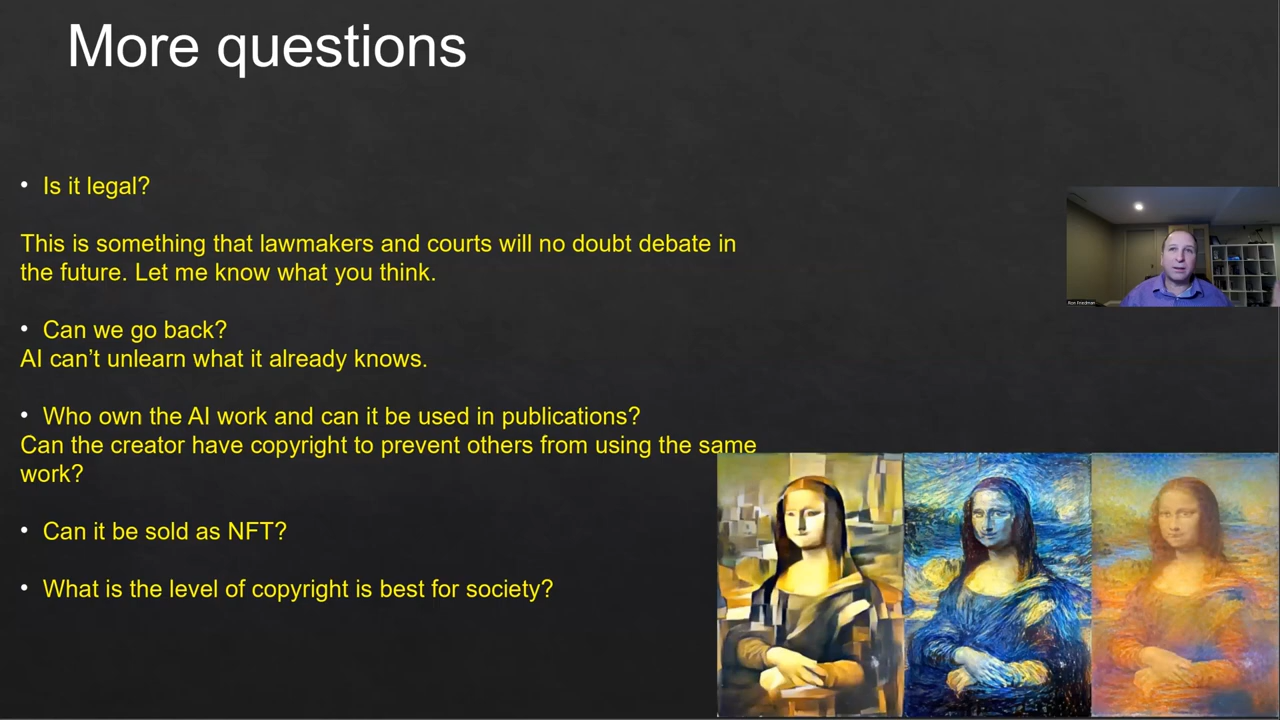 More questions
• Is it legal?
This is something that lawmakers and courts will no doubt debate in
the future. Let me know what you think.
• Can we go back?
AI can’t unlearn what it already knows.
• Who own the AI work and can it be used in publications?
Can the creator have copyright to prevent others from using the same
work?
• Can it be sold as NFT?
• What is the level of copyright is best for society?
Ron Friedman